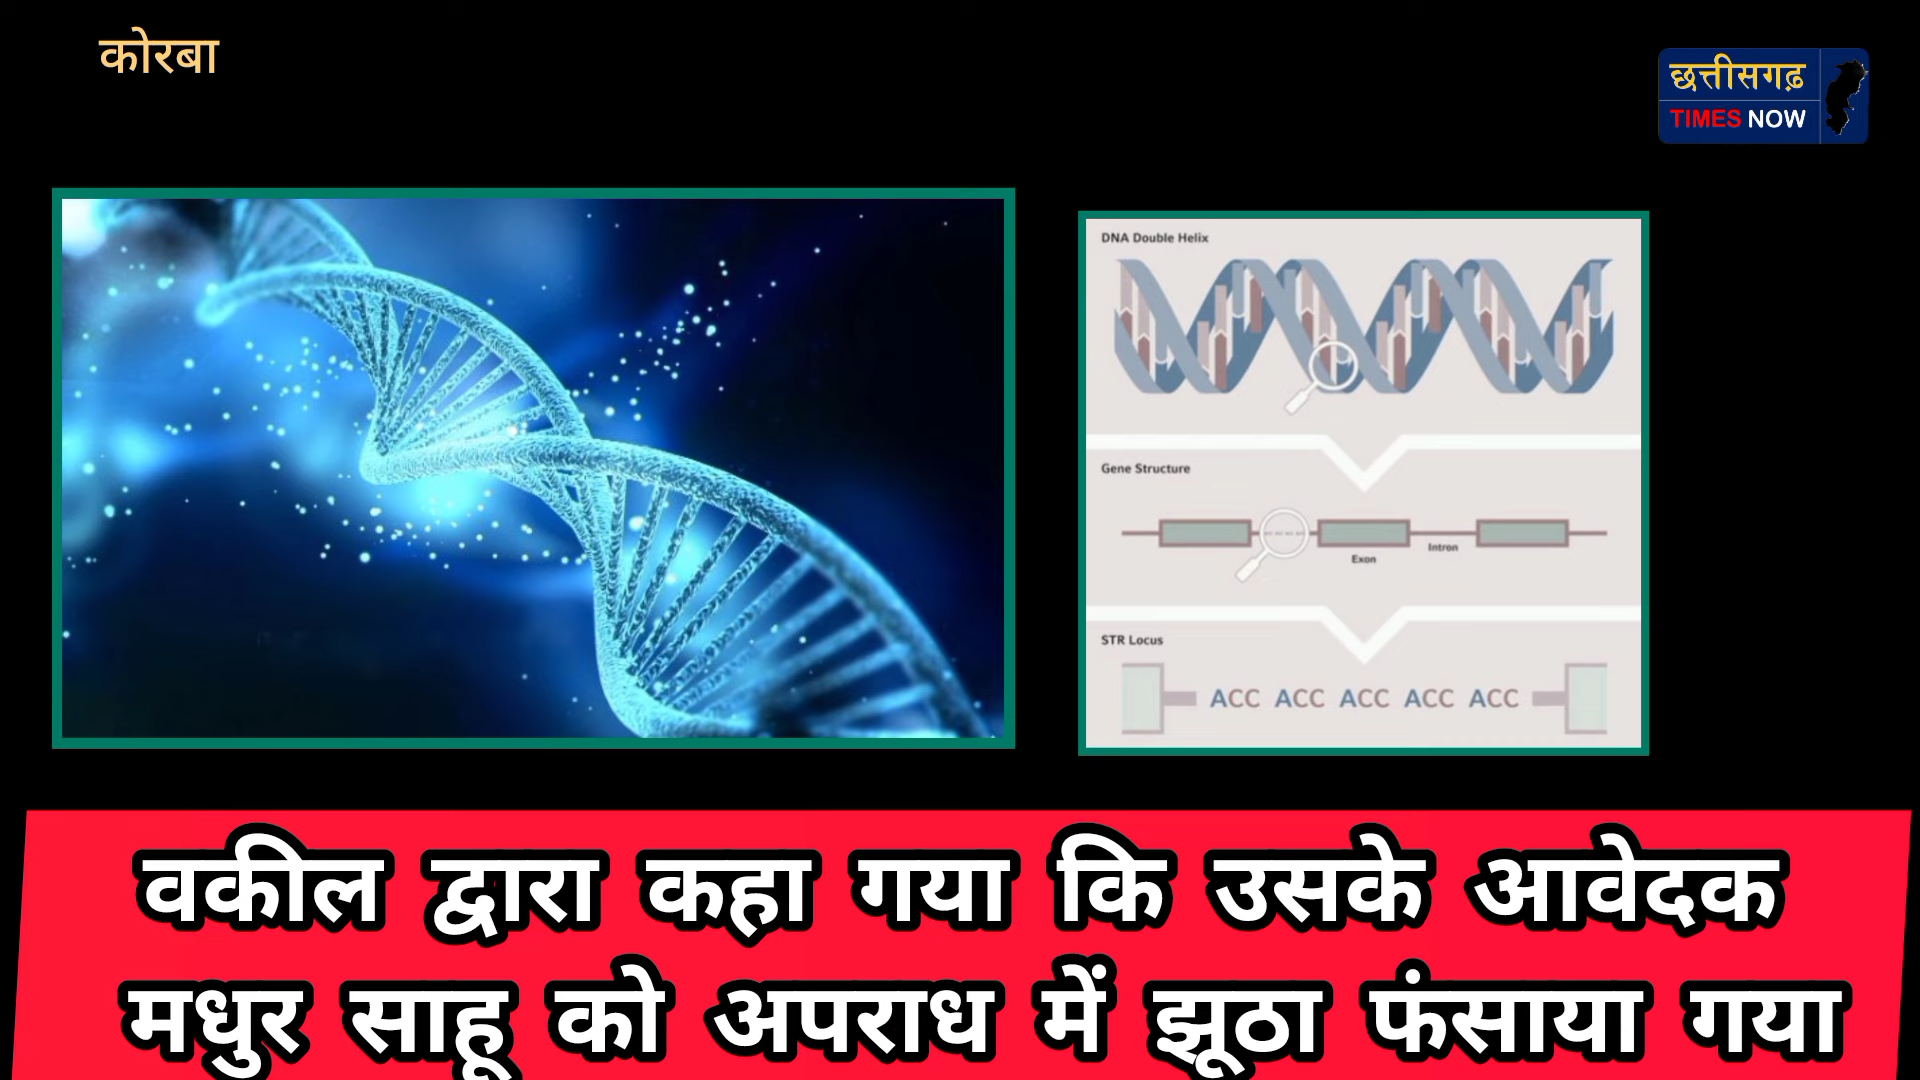 कोरबा
छत्तीसगढ़
TIMES NOW
DNA Double Helix
Gene Structure
Exon
Intron
STR Locus
ACC ACC ACC ACC ACC
वकील द्वारा कहा गया कि उसके आवेदक
मधुर साहू को अपराध में झूठा फंसाया गया